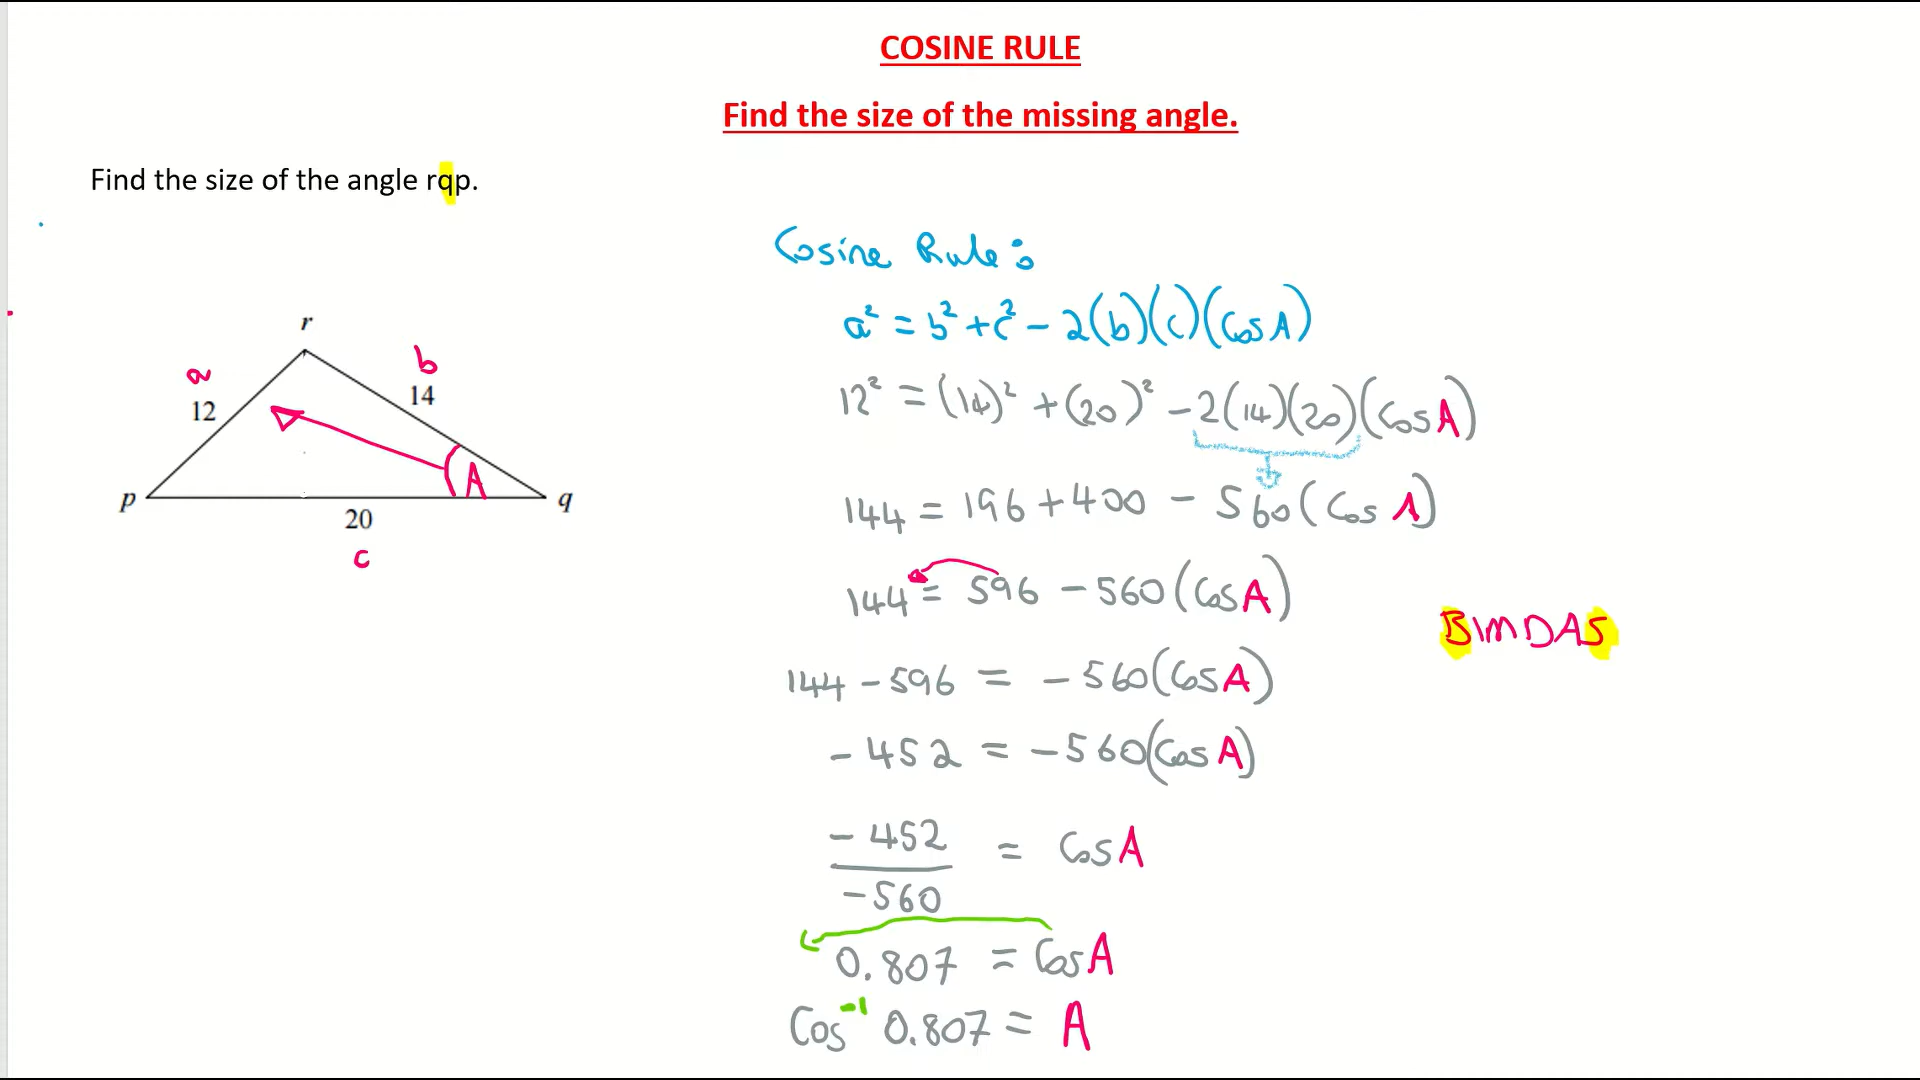 COSINE RULE
Find the size of the missing angle.
Find the size of the angle rqp.
r
a
12
b
14
A
p
q
20
c
Cosine Rule:
a² = b² + c² - 2(b)(c)(Cos A)
12² = (14)² + (20)² - 2(14)(20)(Cos A)
144 = 196 + 400 - 560(Cos A)
144 = 596 - 560(Cos A)
BIMDAS
144 - 596 = - 560(Cos A)
- 452 = - 560(Cos A)
- 452
- 560
= Cos A
0.807 = Cos A
Cos⁻¹ 0.807 = A